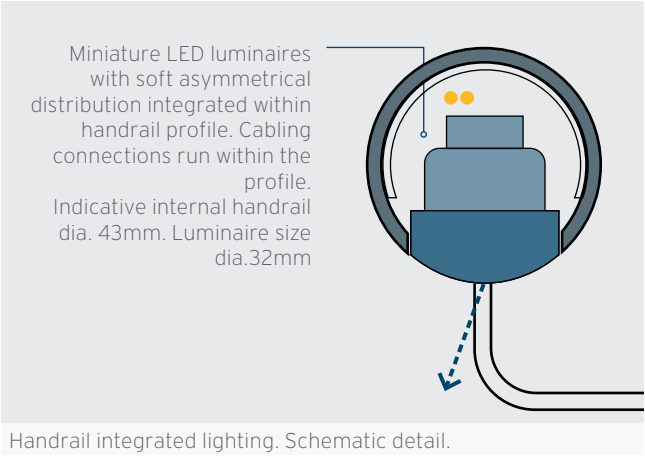 Miniature LED luminaires
with soft asymmetrical
distribution integrated within
handrail profile. Cabling
connections run within the
profile.
Indicative internal handrail
dia. 43mm. Luminaire size
dia.32mm
Handrail integrated lighting. Schematic detail.